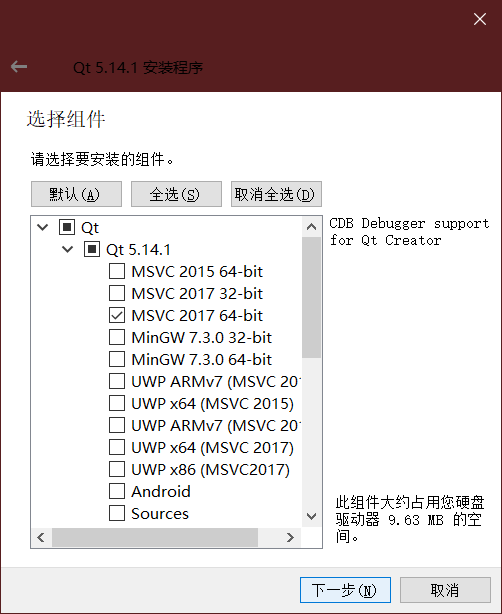 Qt 5.14.1 安装程序
选择组件
请选择要安装的组件。
默认(A)
全选(S)
取消全选(D)
Qt
Qt 5.14.1
MSVC 2015 64-bit
MSVC 2017 32-bit
MSVC 2017 64-bit
MinGW 7.3.0 32-bit
MinGW 7.3.0 64-bit
UWP ARMv7 (MSVC 201
UWP x64 (MSVC 2015)
UWP ARMv7 (MSVC 201
UWP x64 (MSVC 2017)
UWP x86 (MSVC2017)
Android
Sources
CDB Debugger support
for Qt Creator
此组件大约占用您硬盘
驱动器 9.63 MB 的空
间。
下一步(N)
取消